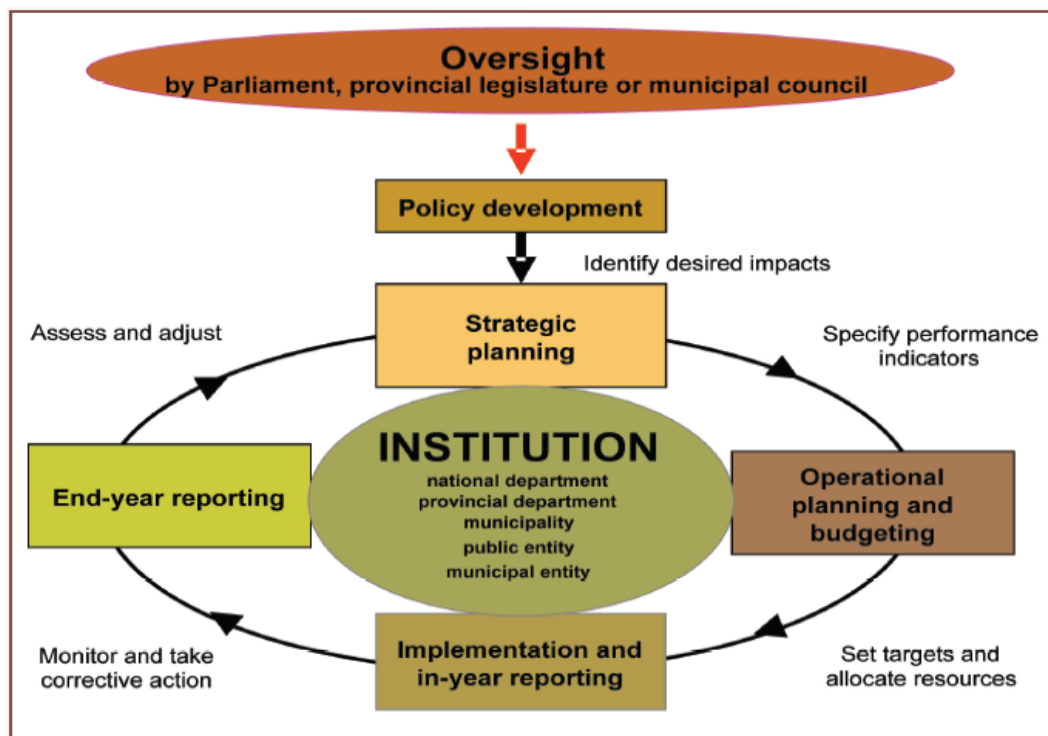 Oversight
by Parliament, provincial legislature or municipal council
Policy development
Identify desired impacts
Strategic
planning
Assess and adjust
Specify performance
indicators
INSTITUTION
national department
provincial department
municipality
public entity
municipal entity
End-year reporting
Operational
planning and
budgeting
Implementation and
in-year reporting
Monitor and take
corrective action
Set targets and
allocate resources